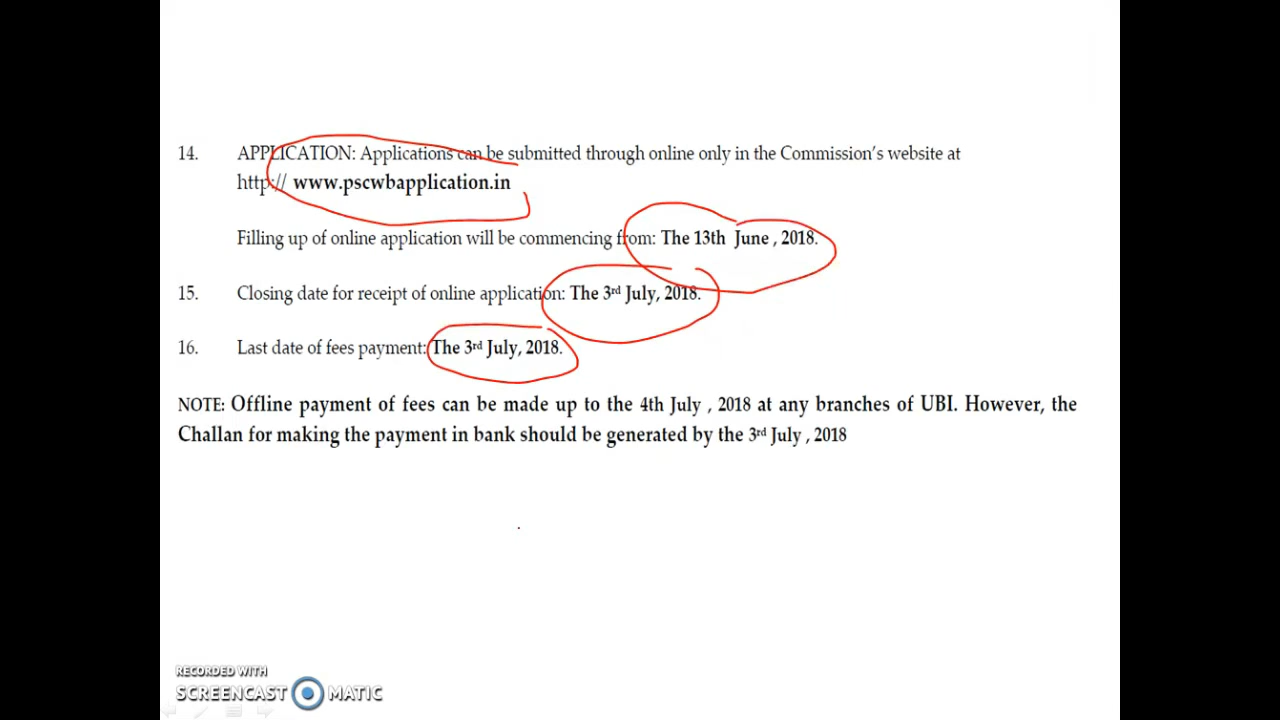 14. APPLICATION: Applications can be submitted through online only in the Commission's website at
http:// www.pscwbapplication.in
Filling up of online application will be commencing from: The 13th June , 2018.
15. Closing date for receipt of online application: The 3rd July, 2018.
16. Last date of fees payment: The 3rd July, 2018.
NOTE: Offline payment of fees can be made up to the 4th July , 2018 at any branches of UBI. However, the
Challan for making the payment in bank should be generated by the 3rd July , 2018
RECORDED WITH
SCREENCAST MATIC